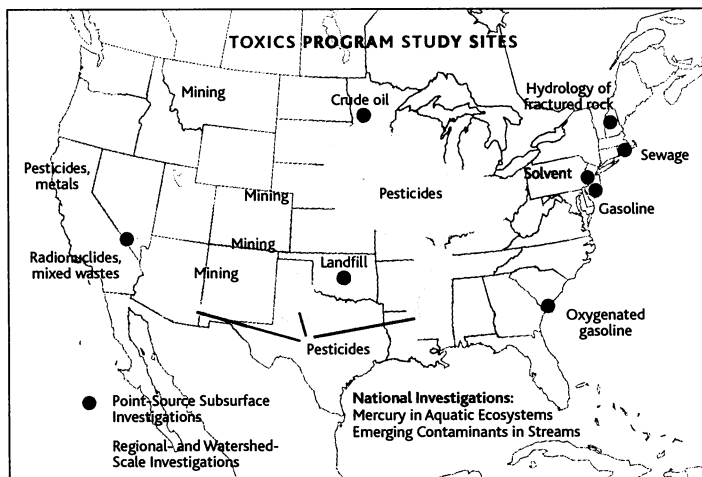 TOXICS PROGRAM STUDY SITES
Mining
Crude oil
Hydrology of
fractured rock
Pesticides,
metals
Sewage
Solvent
Mining
Pesticides
Gasoline
Mining
Radionuclides,
mixed wastes
Mining
Landfill
Oxygenated
gasoline
Pesticides
Point-Source Subsurface
Investigations
Regional- and Watershed-
Scale Investigations
National Investigations:
Mercury in Aquatic Ecosystems
Emerging Contaminants in Streams